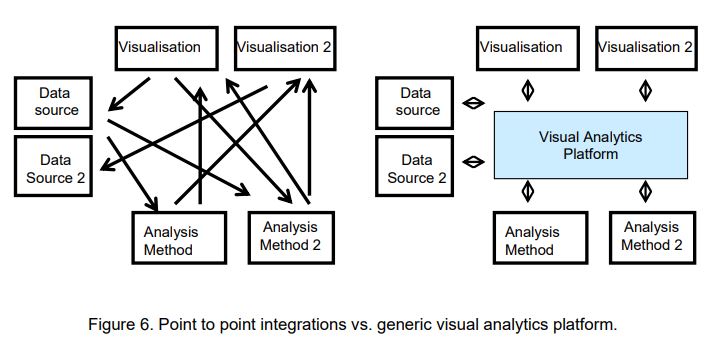 Visualisation
Visualisation 2
Data
source
Data
Source 2
Analysis
Method
Analysis
Method 2
Visualisation
Visualisation 2
Data
source
Data
Source 2
Visual Analytics
Platform
Analysis
Method
Analysis
Method 2
Figure 6. Point to point integrations vs. generic visual analytics platform.